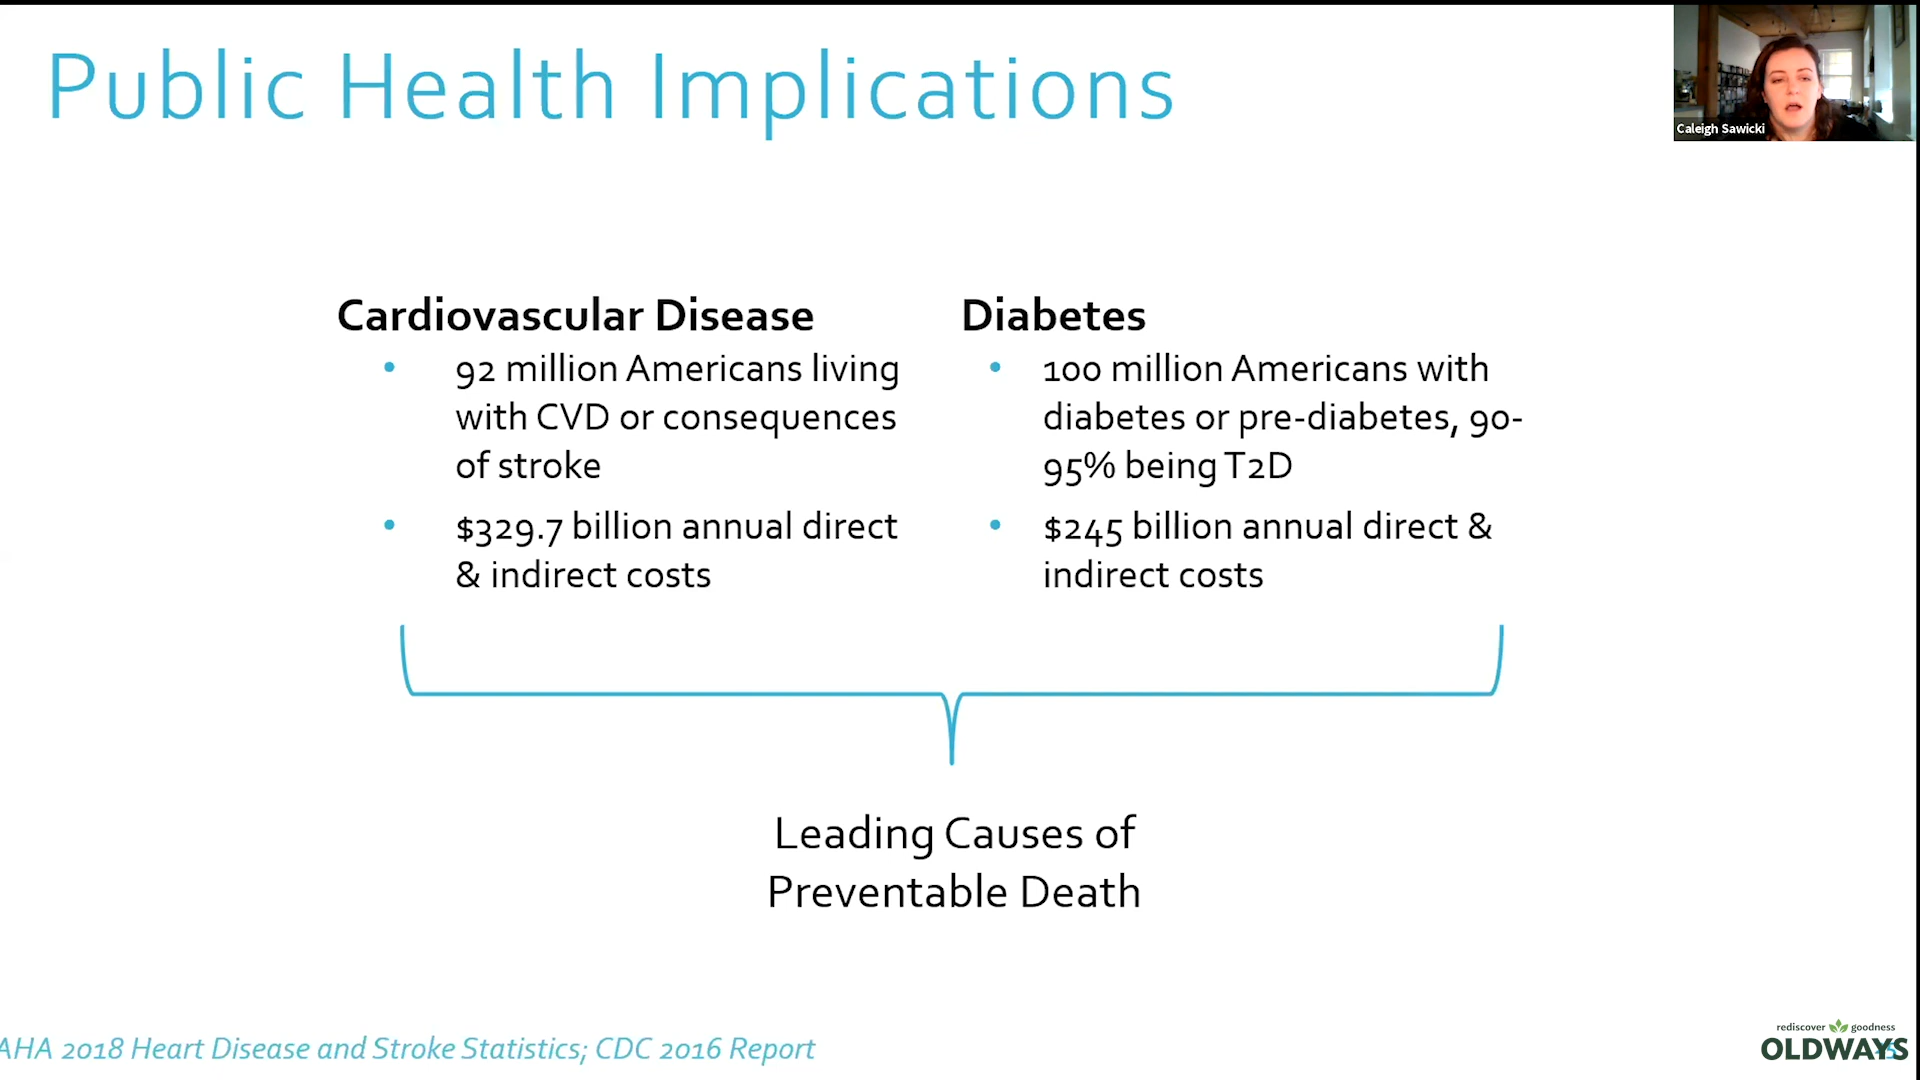 Public Health Implications
Caleigh Sawicki
Cardiovascular Disease
• 92 million Americans living
with CVD or consequences
of stroke
• $329.7 billion annual direct
& indirect costs
Diabetes
• 100 million Americans with
diabetes or pre-diabetes, 90-
95% being T2D
• $245 billion annual direct &
indirect costs
Leading Causes of
Preventable Death
AHA 2018 Heart Disease and Stroke Statistics; CDC 2016 Report
rediscover goodness
OLDWAYS